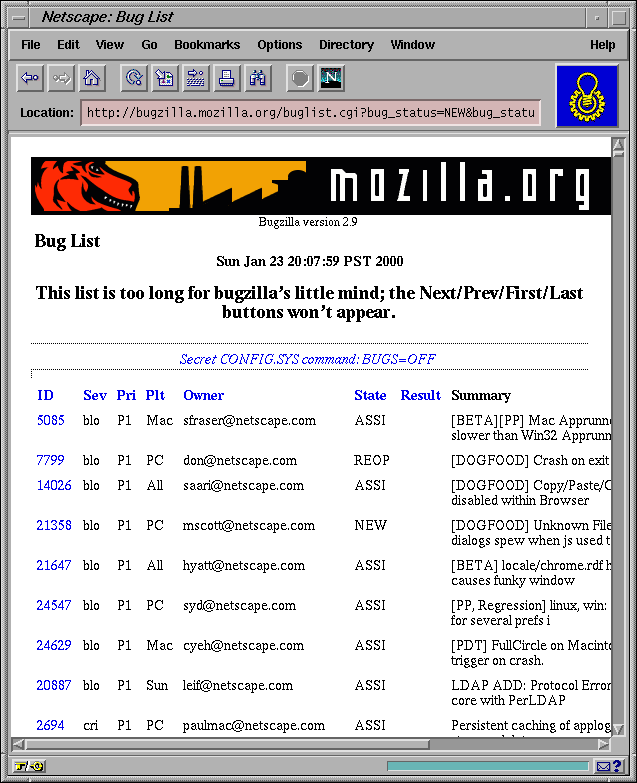 Netscape: Bug List
File Edit View Go Bookmarks Options Directory Window Help
N
Location: http://bugzilla.mozilla.org/buglist.cgi?bug_status=NEW&bug_statu
mozilla.org
Bugzilla version 2.9
Bug List
Sun Jan 23 20:07:59 PST 2000
This list is too long for bugzilla's little mind; the Next/Prev/First/Last
buttons won't appear.
Secret CONFIG.SYS command: BUGS=OFF
ID Sev Pri Plt Owner State Result Summary
5085 blo P1 Mac sfraser@netscape.com ASSI [BETA][PP] Mac Apprunn
slower than Win32 Apprunn
7799 blo P1 PC don@netscape.com REOP [DOGFOOD] Crash on exit
14026 blo P1 All saari@netscape.com ASSI [DOGFOOD] Copy/Paste/C
disabled within Browser
21358 blo P1 PC mscott@netscape.com NEW [DOGFOOD] Unknown File
dialogs spew when js used t
21647 blo P1 All hyatt@netscape.com ASSI [BETA] locale/chrome.rdf h
causes funky window
24547 blo P1 PC syd@netscape.com ASSI [PP, Regression] linux, win:
for several prefs i
24629 blo P1 Mac cyeh@netscape.com ASSI [PDT] FullCircle on Macinto
trigger on crash.
20887 blo P1 Sun leif@netscape.com ASSI LDAP ADD: Protocol Error
core with PerLDAP
2694 cri P1 PC paulmac@netscape.com ASSI Persistent caching of applog